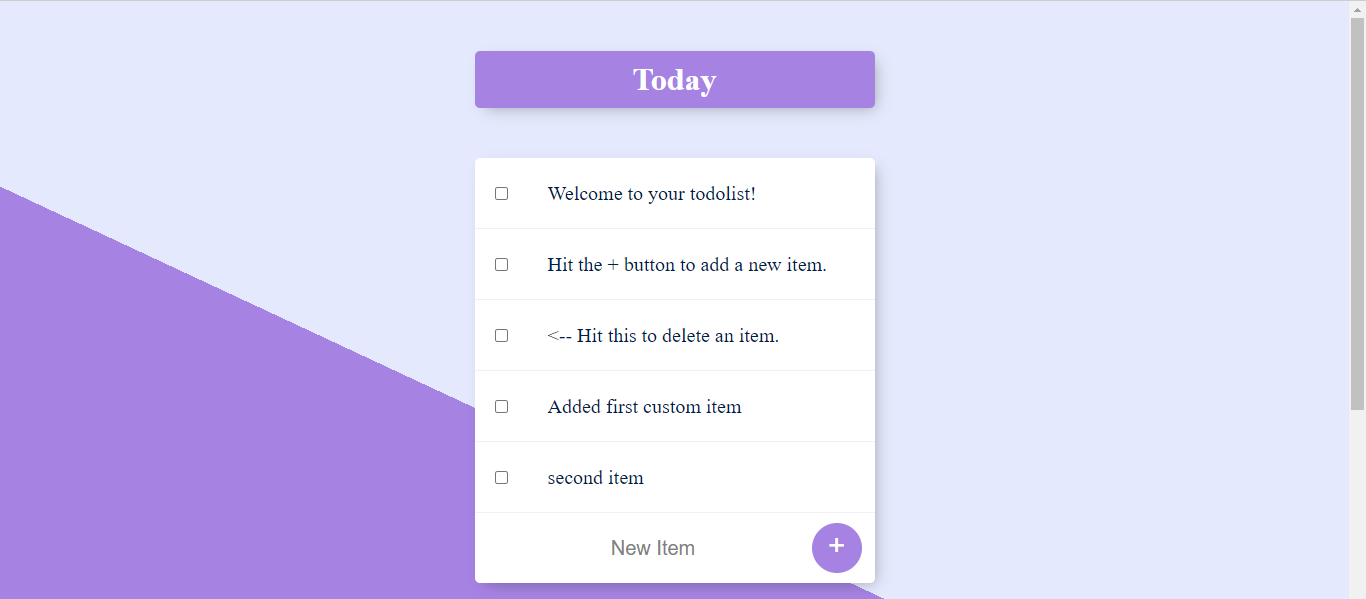 Today
Welcome to your todolist!
Hit the + button to add a new item.
<-- Hit this to delete an item.
Added first custom item
second item
New Item +